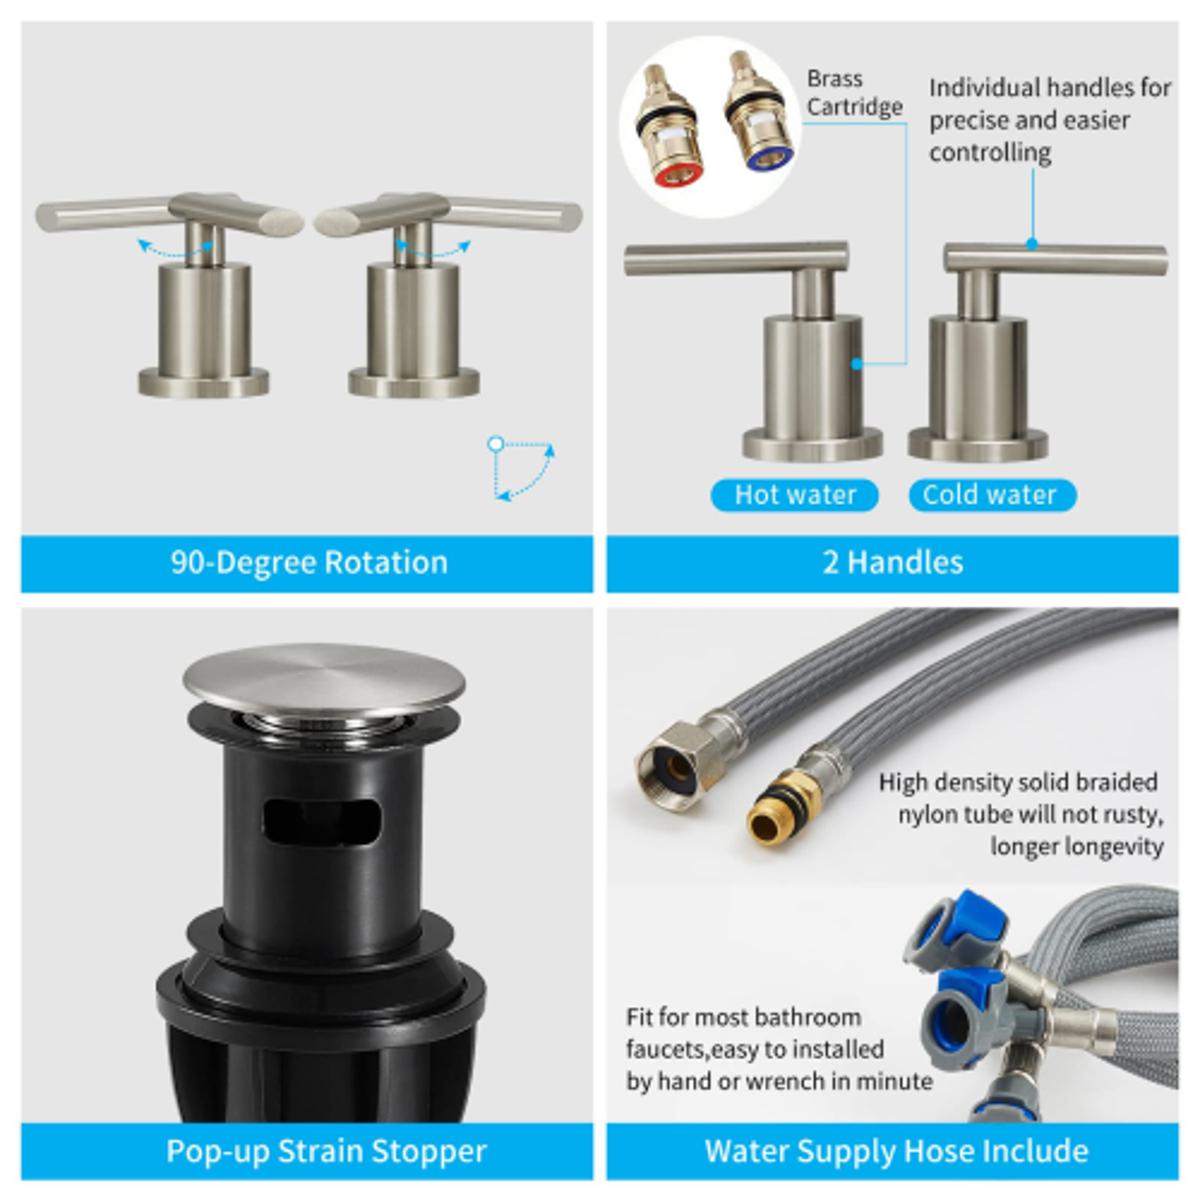 90-Degree Rotation
Brass
Cartridge
Individual handles for
precise and easier
controlling
Hot water
Cold water
2 Handles
Pop-up Strain Stopper
High density solid braided
nylon tube will not rusty,
longer longevity
Fit for most bathroom
faucets,easy to installed
by hand or wrench in minute
Water Supply Hose Include